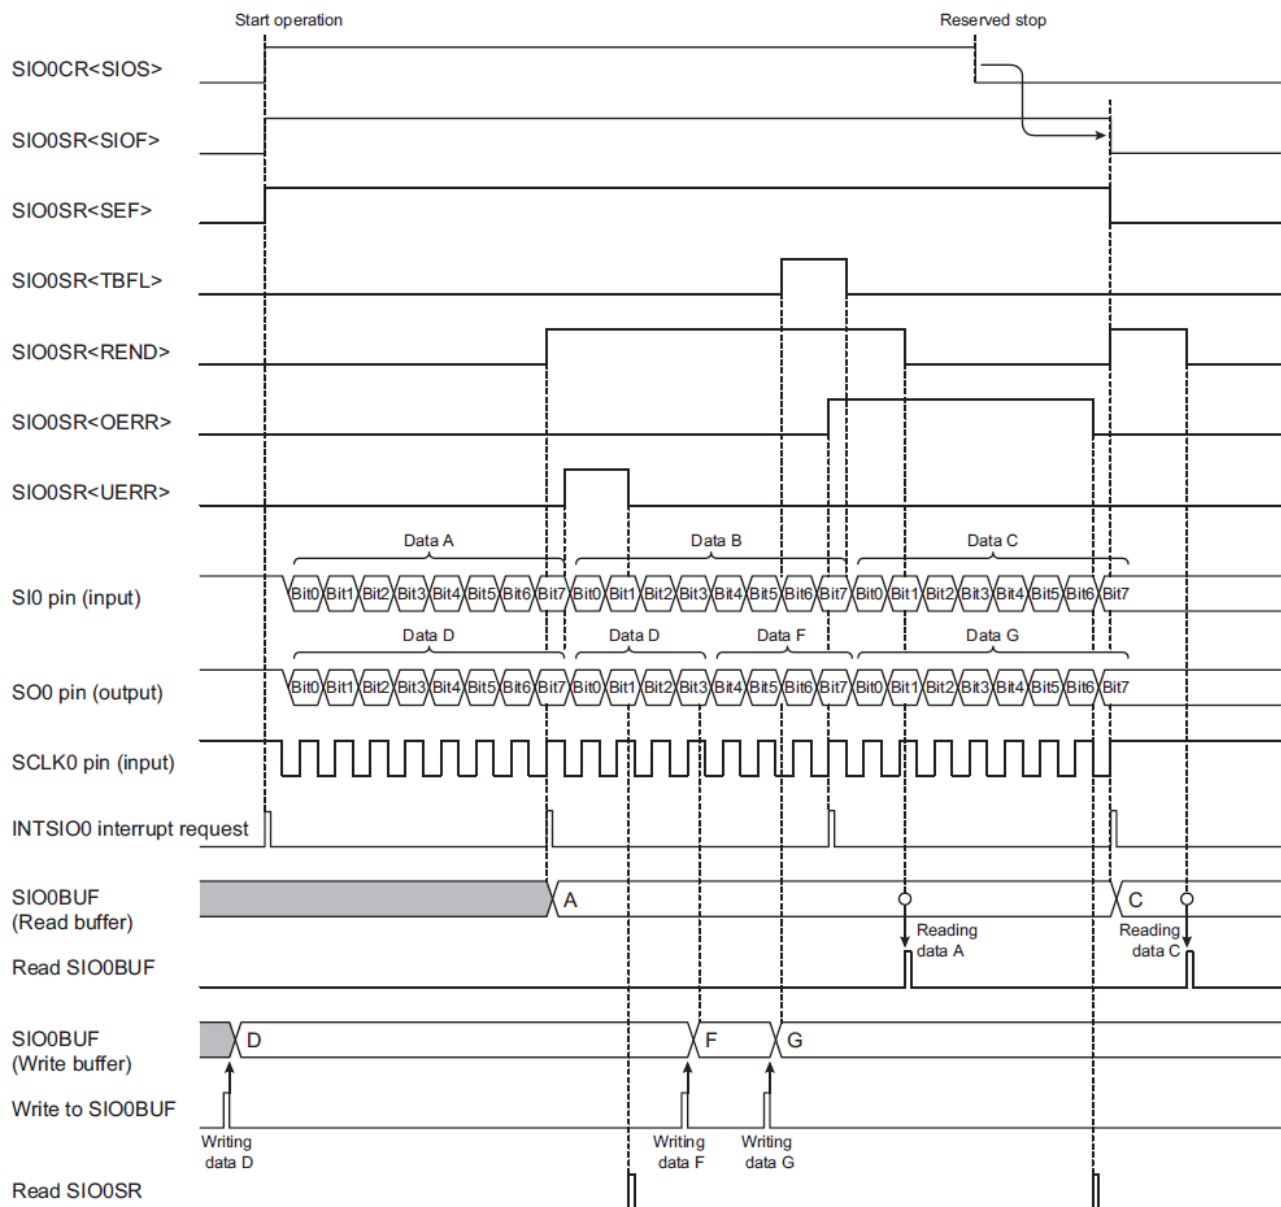 Start operation Reserved stop
SIO0CR<SIOS>
SIO0SR<SIOF>
SIO0SR<SEF>
SIO0SR<TBFL>
SIO0SR<REND>
SIO0SR<OERR>
SIO0SR<UERR>
Data A Data B Data C
SI0 pin (input) Bit0 Bit1 Bit2 Bit3 Bit4 Bit5 Bit6 Bit7 Bit0 Bit1 Bit2 Bit3 Bit4 Bit5 Bit6 Bit7 Bit0 Bit1 Bit2 Bit3 Bit4 Bit5 Bit6 Bit7
Data D Data D Data F Data G
SO0 pin (output) Bit0 Bit1 Bit2 Bit3 Bit4 Bit5 Bit6 Bit7 Bit0 Bit1 Bit2 Bit3 Bit4 Bit5 Bit6 Bit7 Bit0 Bit1 Bit2 Bit3 Bit4 Bit5 Bit6 Bit7
SCLK0 pin (input)
INTSIO0 interrupt request
SIO0BUF
(Read buffer)
A C
Reading
data A
Reading
data C
Read SIO0BUF
SIO0BUF
(Write buffer)
D F G
Write to SIO0BUF
Writing
data D
Writing
data F
Writing
data G
Read SIO0SR